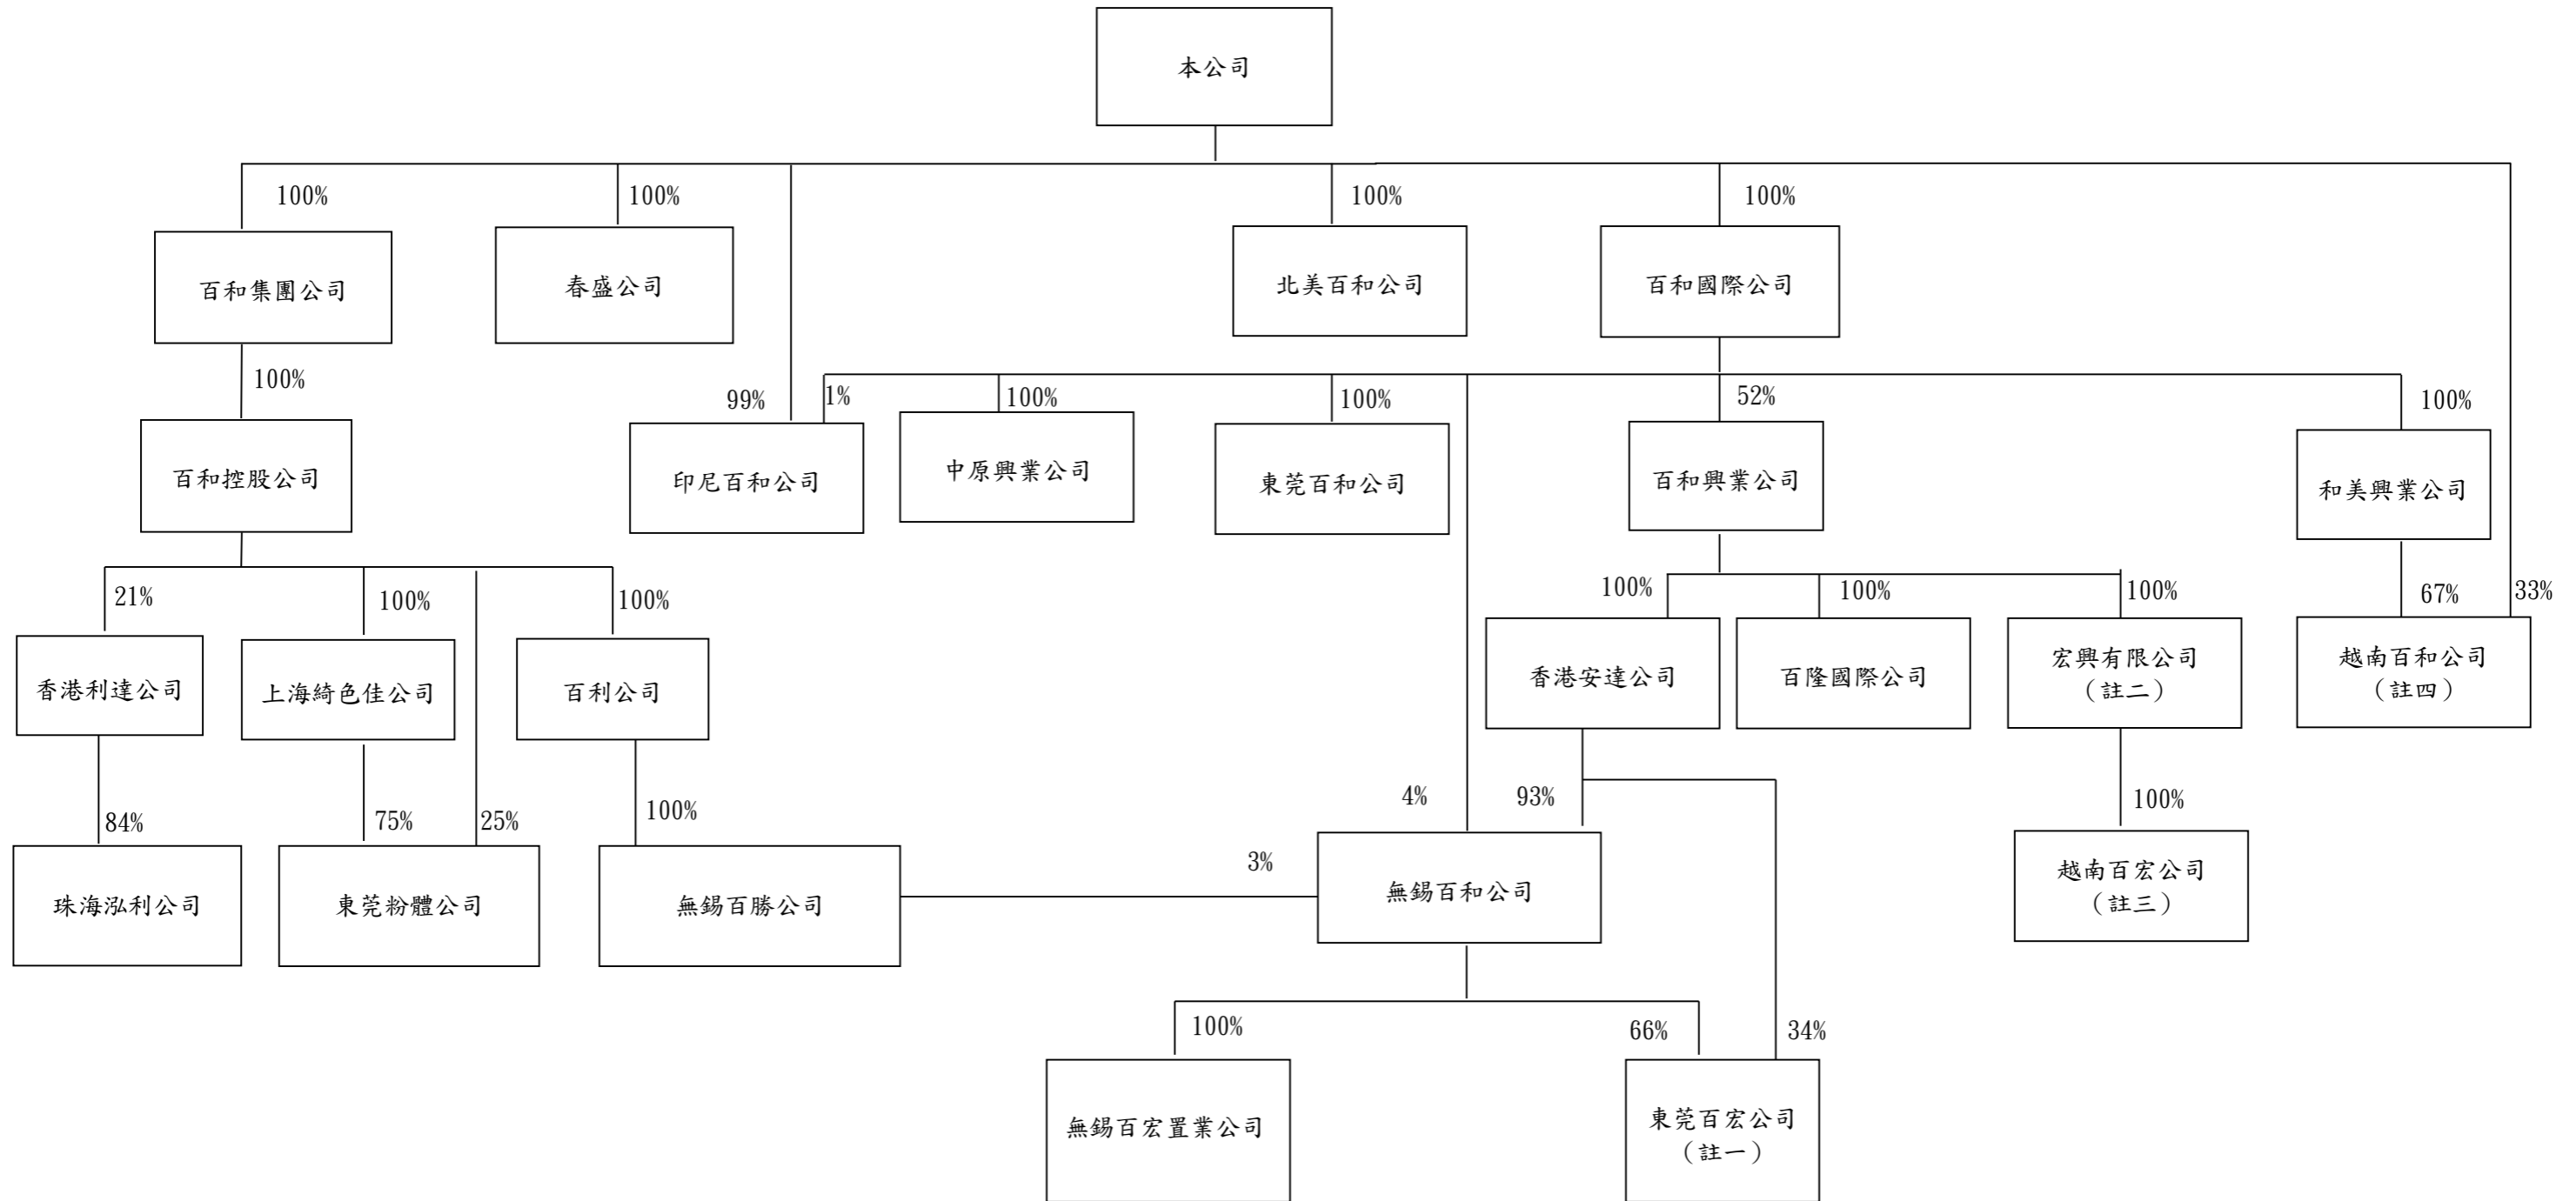 本公司
100%
100%
100%
100%
百和集團公司
春盛公司
北美百和公司
百和國際公司
100%
99%
1%
100%
100%
52%
100%
百和控股公司
印尼百和公司
中原興業公司
東莞百和公司
百和興業公司
和美興業公司
21%
100%
100%
100%
100%
100%
67%
33%
香港利達公司
上海綺色佳公司
百利公司
香港安達公司
百隆國際公司
宏興有限公司
（註二）
越南百和公司
（註四）
84%
75%
25%
100%
4%
93%
100%
珠海泓利公司
東莞粉體公司
無錫百勝公司
3%
無錫百和公司
越南百宏公司
（註三）
100%
66%
34%
無錫百宏置業公司
東莞百宏公司
（註一）